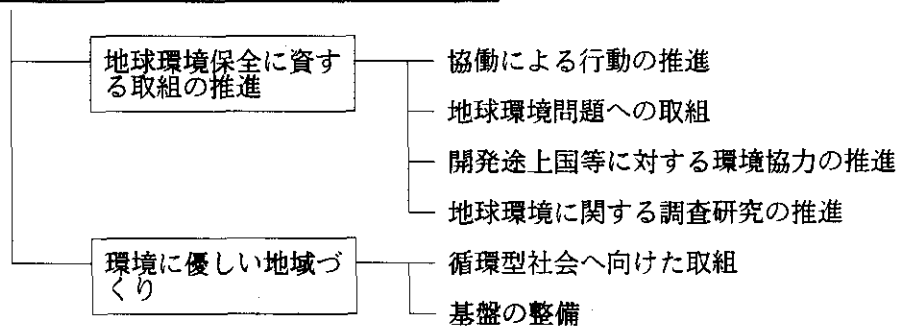 地球環境保全に資す
る取組の推進
協働による行動の推進
地球環境問題への取組
開発途上国等に対する環境協力の推進
地球環境に関する調査研究の推進
環境に優しい地域づ
くり
循環型社会へ向けた取組
基盤の整備